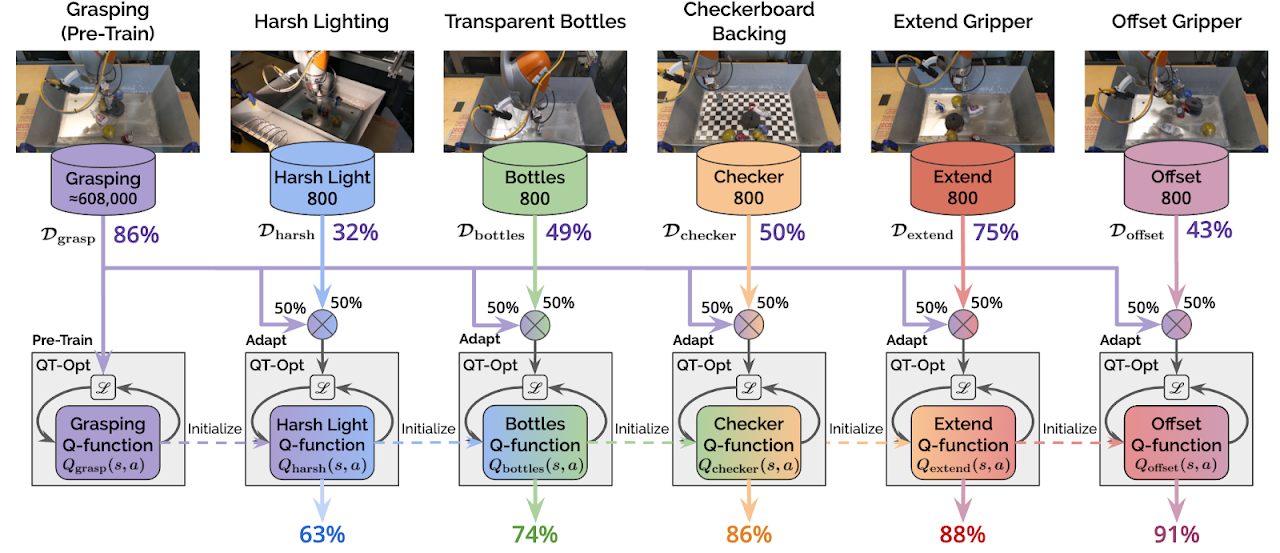 Grasping
(Pre-Train)
Harsh Lighting
Transparent Bottles
Checkerboard
Backing
Extend Gripper
Offset Gripper
Grasping
≈608,000
Harsh Light
800
Bottles
800
Checker
800
Extend
800
Offset
800
𝒟grasp 86%
𝒟harsh 32%
𝒟bottles 49%
𝒟checker 50%
𝒟extend 75%
𝒟offset 43%
50% 50%
50% 50%
50% 50%
50% 50%
50% 50%
Pre-Train
Adapt
Adapt
Adapt
Adapt
Adapt
QT-Opt
QT-Opt
QT-Opt
QT-Opt
QT-Opt
QT-Opt
ℒ
ℒ
ℒ
ℒ
ℒ
ℒ
Grasping
Q-function
Qgrasp(s, a)
Initialize
Harsh Light
Q-function
Qharsh(s, a)
Initialize
Bottles
Q-function
Qbottles(s, a)
Initialize
Checker
Q-function
Qchecker(s, a)
Initialize
Extend
Q-function
Qextend(s, a)
Initialize
Offset
Q-function
Qoffset(s, a)
63%
74%
86%
88%
91%